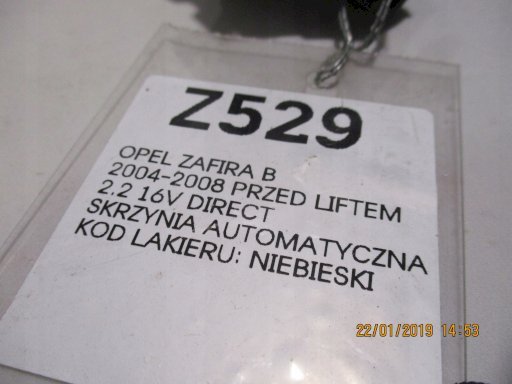 Z529
OPEL ZAFIRA B
2004-2008 PRZED LIFTEM
2.2 16V DIRECT
SKRZYNIA AUTOMATYCZNA
KOD LAKIERU: NIEBIESKI
22/01/2019 14:53